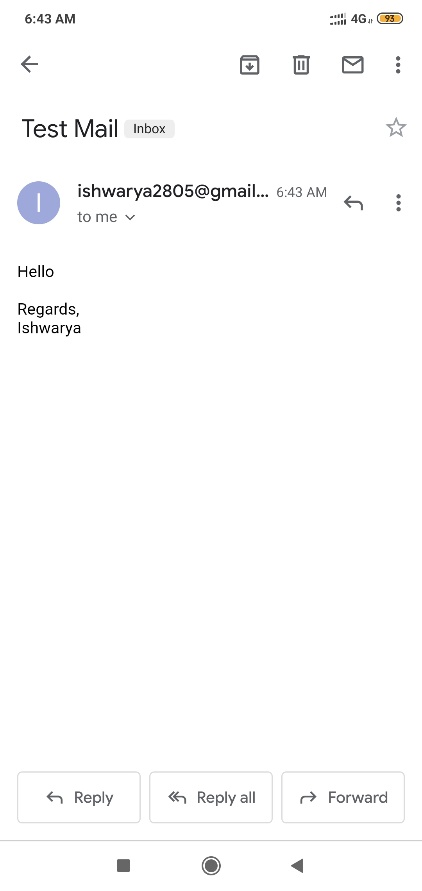 6:43 AM 4G 93
Test Mail Inbox
I ishwarya2805@gmail... 6:43 AM
to me
Hello
Regards,
Ishwarya
Reply Reply all Forward